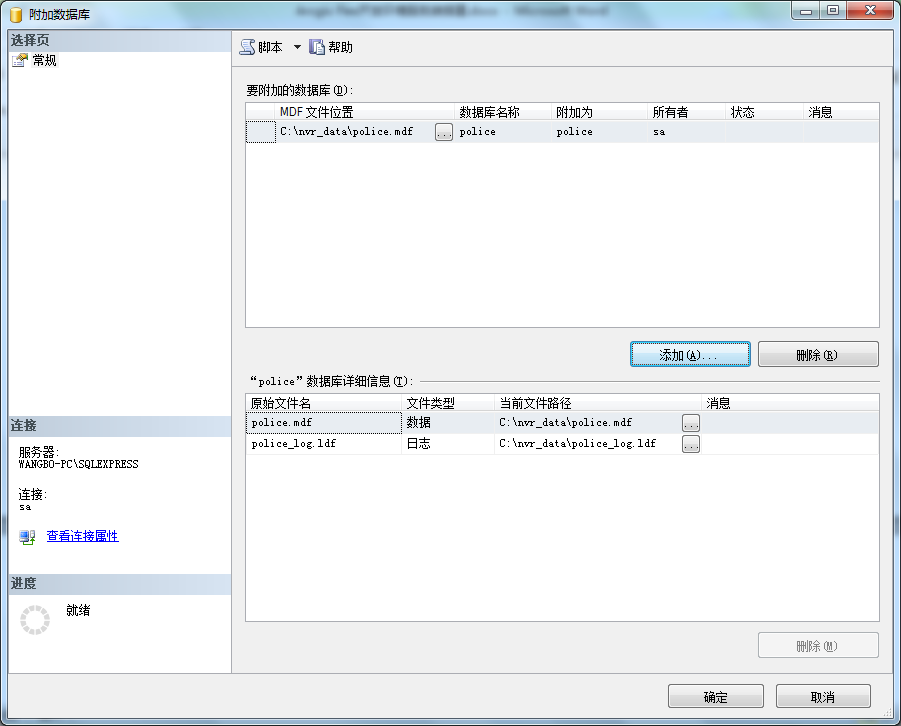 附加数据库
选择页
常规
脚本 帮助
要附加的数据库(D):
MDF 文件位置 数据库名称 附加为 所有者 状态 消息
C:\nvr_data\police.mdf ... police police sa
添加(A)... 删除(R)
“police”数据库详细信息(T):
原始文件名 文件类型 当前文件路径 消息
police.mdf 数据 C:\nvr_data\police.mdf ...
police_log.ldf 日志 C:\nvr_data\police_log.ldf ...
连接
服务器:
WANGBO-PC\SQLEXPRESS
连接:
sa
查看连接属性
进度
就绪
删除(M)
确定 取消